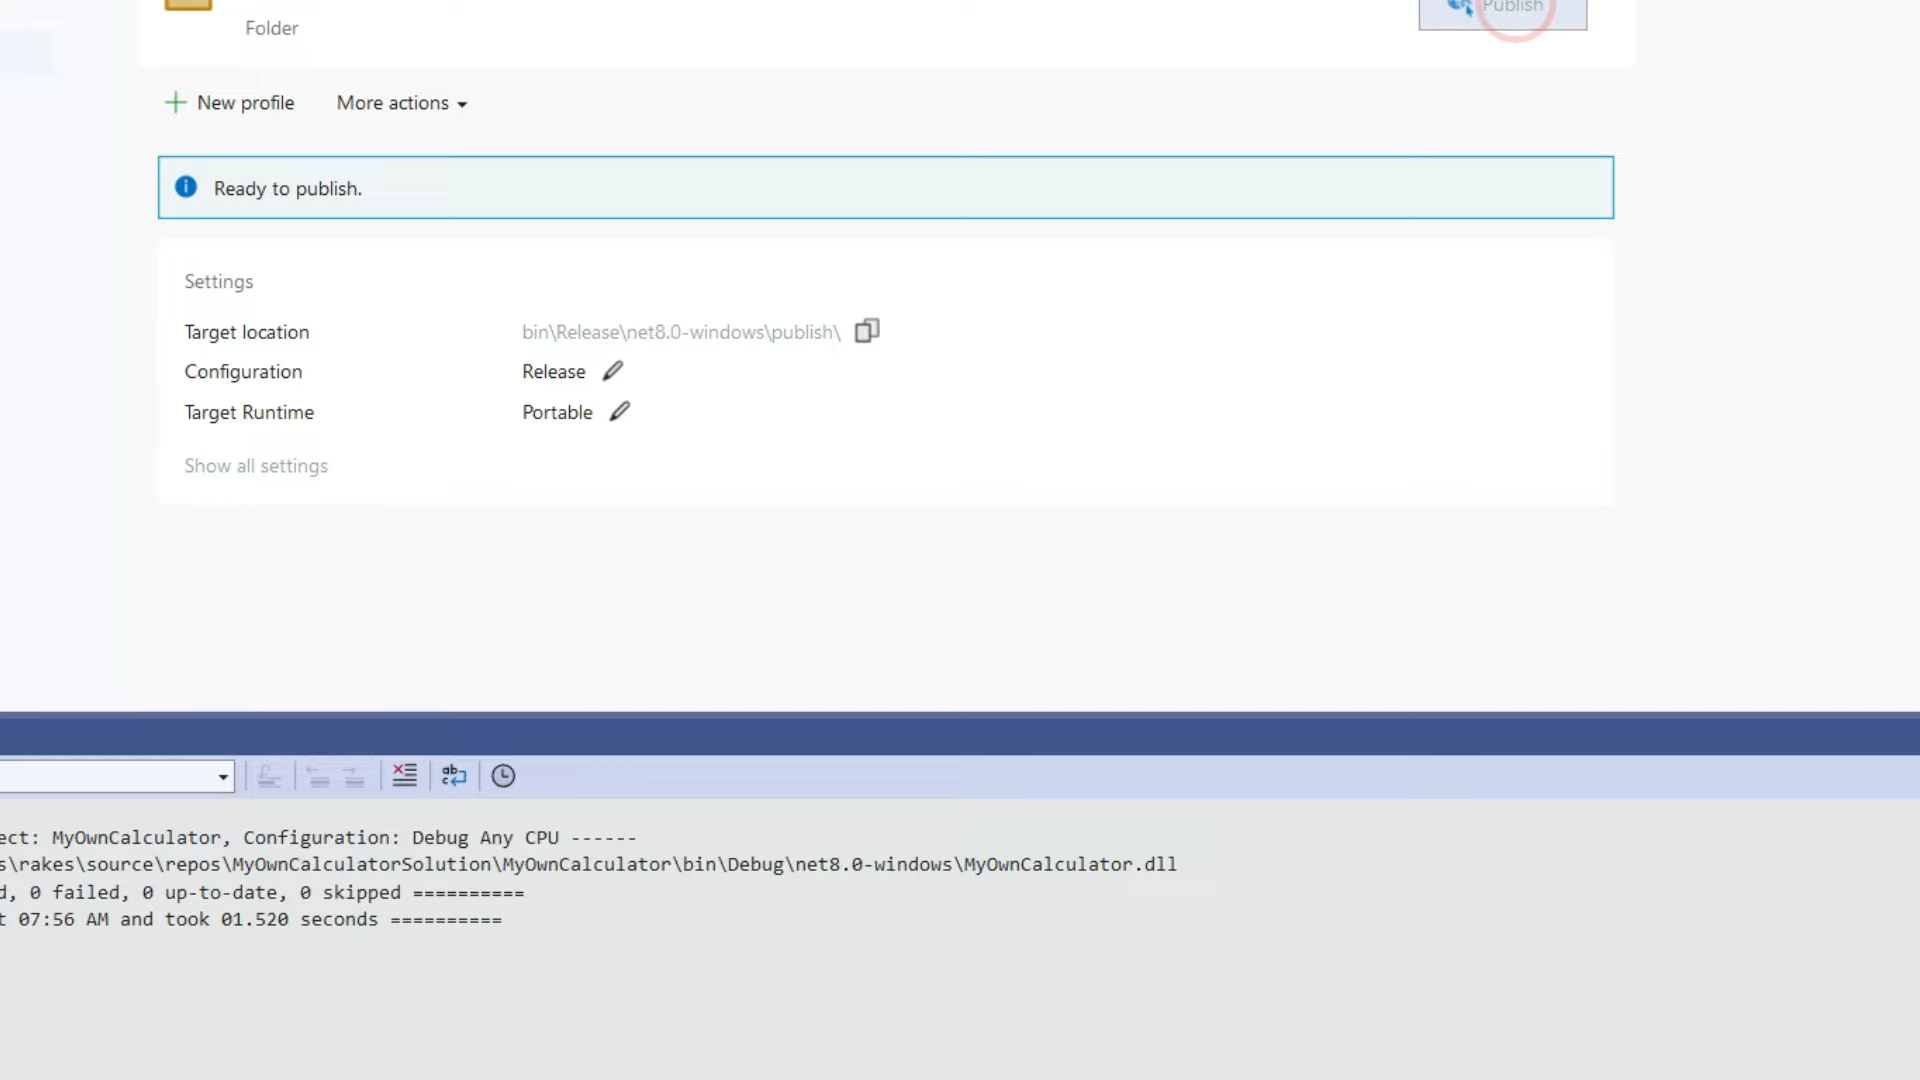 Publish
Folder
New profile More actions
Ready to publish.
Settings
Target location bin\Release\net8.0-windows\publish\
Configuration Release
Target Runtime Portable
Show all settings
ect: MyOwnCalculator, Configuration: Debug Any CPU ------
s\rakes\source\repos\MyOwnCalculatorSolution\MyOwnCalculator\bin\Debug\net8.0-windows\MyOwnCalculator.dll
d, 0 failed, 0 up-to-date, 0 skipped ==========
t 07:56 AM and took 01.520 seconds ==========